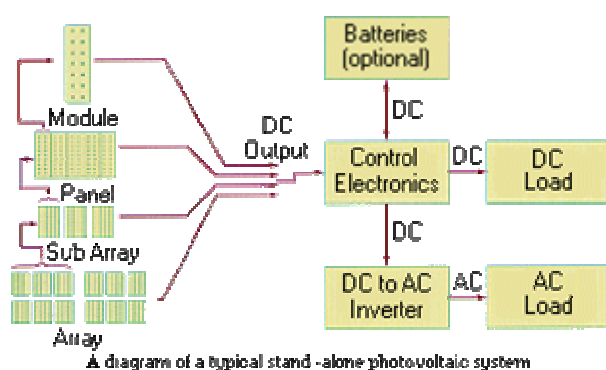 Module
Panel
Sub Array
Array
DC
Output
Batteries
(optional)
DC
Control
Electronics
DC
DC
Load
DC
DC to AC
Inverter
AC
AC
Load
A diagram of a typical stand -alone photovoltaic system